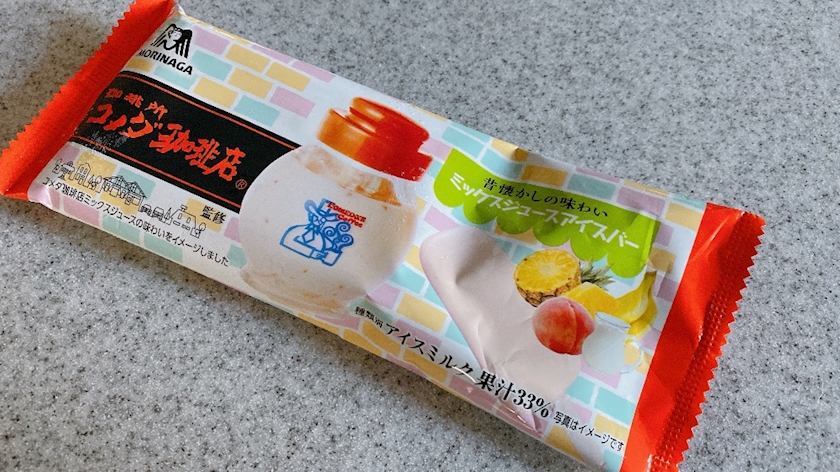 MORINAGA
珈琲所
コメダ珈琲店®
監修
コメダ珈琲店ミックスジュースの味わいをイメージしました
KOMEDA'S
Coffee
昔懐かしの味わい
ミックスジュースアイスバー
種類別 アイスミルク 果汁33%
写真はイメージです